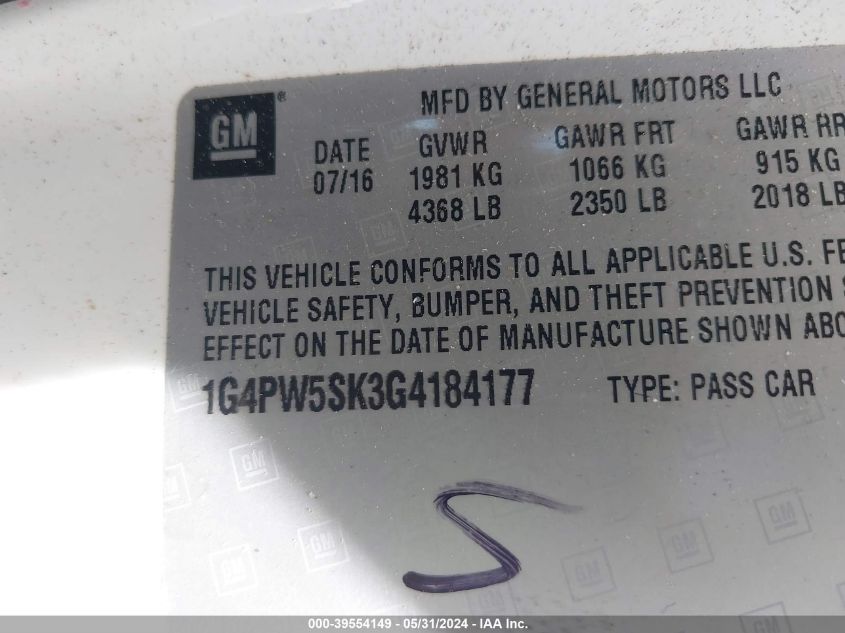 GM ®
MFD BY GENERAL MOTORS LLC
DATE GVWR GAWR FRT GAWR RR
07/16 1981 KG 1066 KG 915 KG
4368 LB 2350 LB 2018 LB
THIS VEHICLE CONFORMS TO ALL APPLICABLE U.S. FE
VEHICLE SAFETY, BUMPER, AND THEFT PREVENTION
EFFECT ON THE DATE OF MANUFACTURE SHOWN ABO
1G4PW5SK3G4184177 TYPE: PASS CAR
S
000-39554149 - 05/31/2024 - IAA Inc.